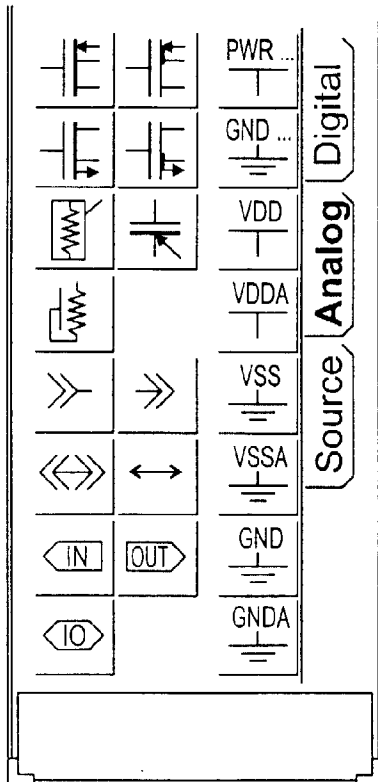 PWR ...
GND ...
VDD
VDDA
VSS
VSSA
IN
OUT
GND
IO
GNDA
Digital
Analog
Source